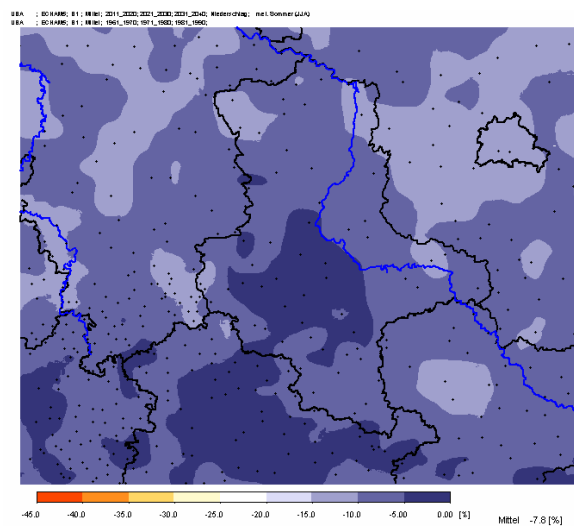 UBA ; ECHAM5; B1; Mittel; 2011_2020; 2021_2030; 2031_2040; Niederschlag; met. Sommer (JJA)
UBA ; ECHAM5; B1; Mittel; 1961_1970; 1971_1980; 1981_1990;
-45.0 -40.0 -35.0 -30.0 -25.0 -20.0 -15.0 -10.0 -5.00 0.00 [%]
Mittel -7.8 [%]